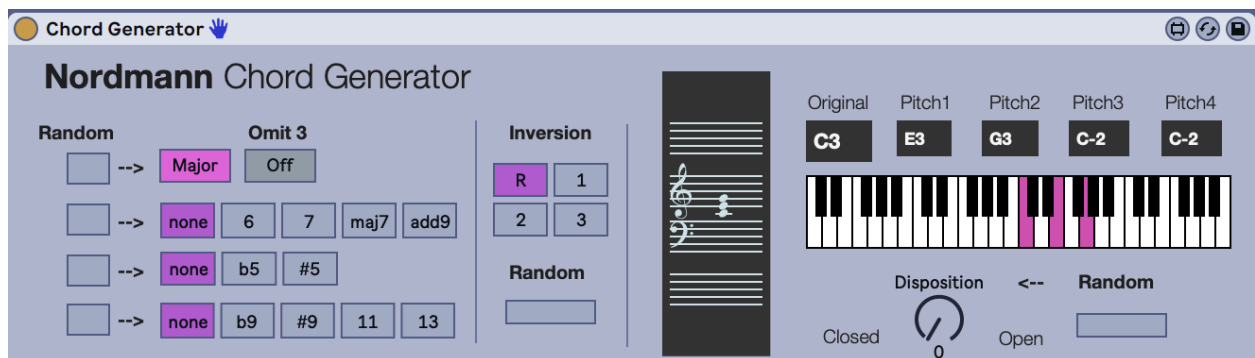 Chord Generator
Nordmann Chord Generator
Random Omit 3
--> Major Off
--> none 6 7 maj7 add9
--> none b5 #5
--> none b9 #9 11 13
Inversion
R 1
2 3
Random
Original Pitch1 Pitch2 Pitch3 Pitch4
C3 E3 G3 C-2 C-2
Disposition <-- Random
Closed 0 Open